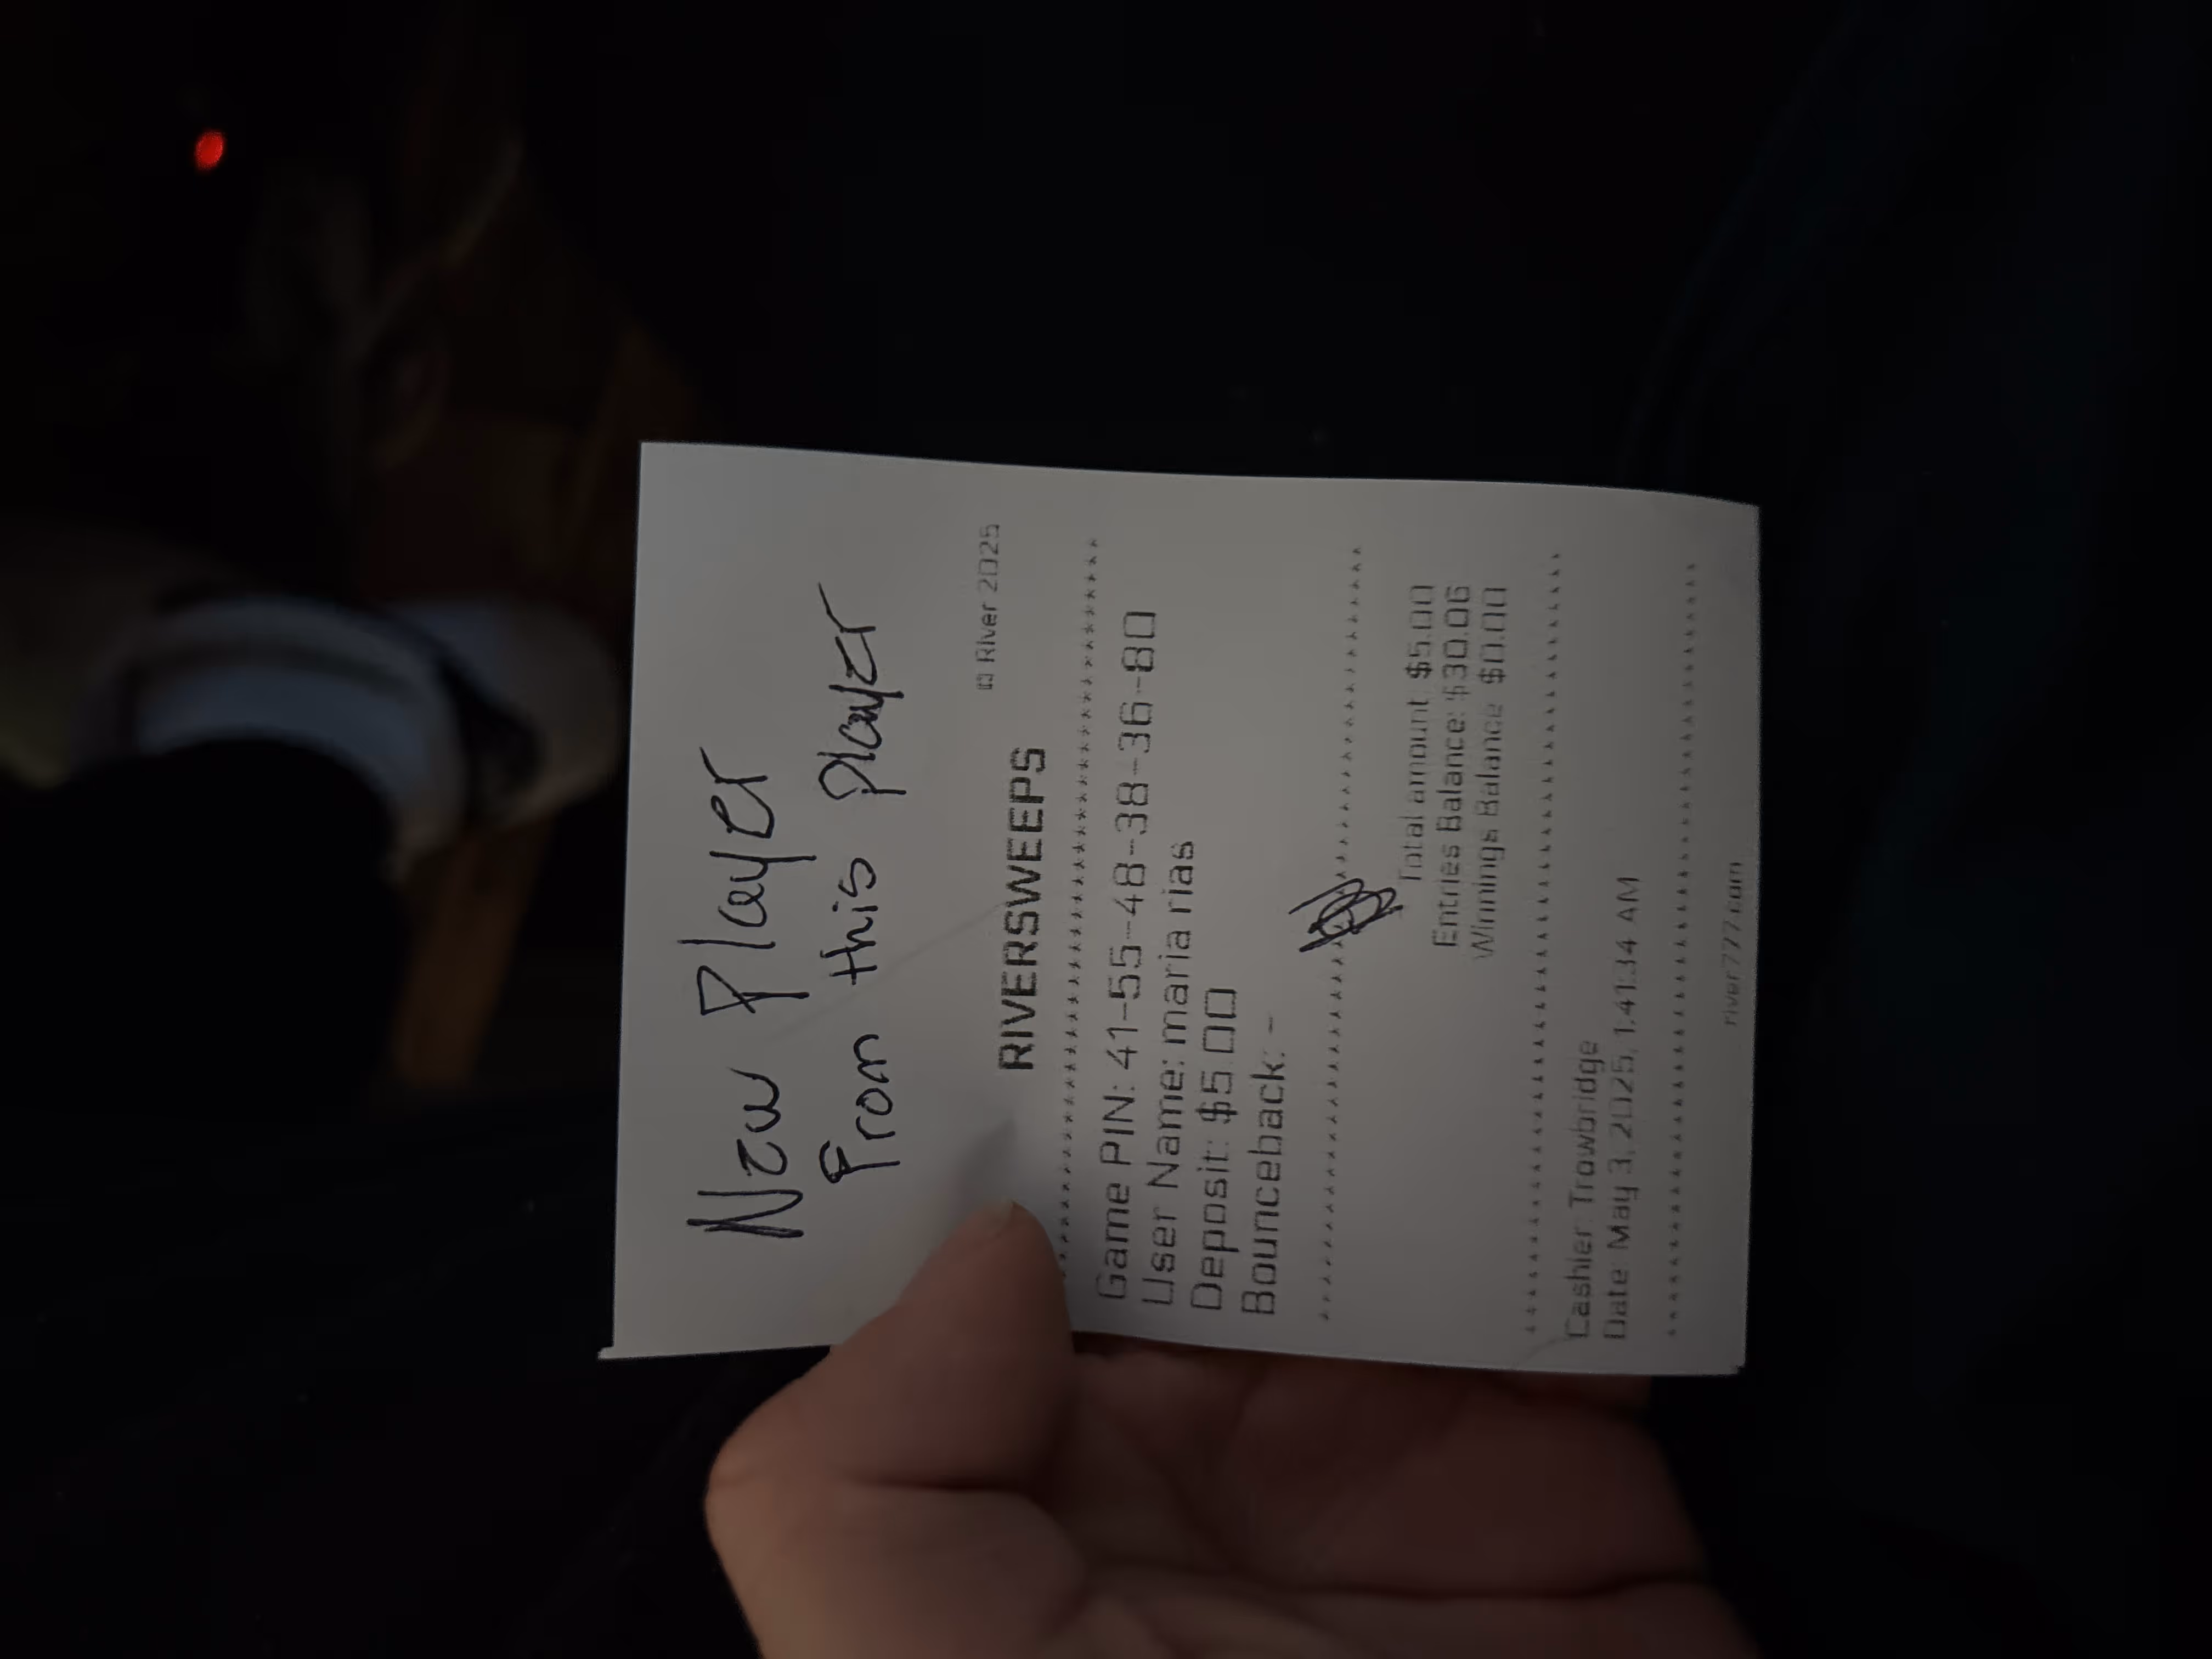 New Player
From this player
© River 2025
RIVERSWEEPS
****************************************
Game PIN: 41-55-48-38-36-80
User Name: maria rias
Deposit: $5.00
Bounceback: -
****************************************
Total amount: $5.00
Entries Balance: $30.06
Winnings Balance: $0.00
****************************************
Cashier: Trowbridge
Date: May 3, 2025, 1:41:34 AM
****************************************
river777.com